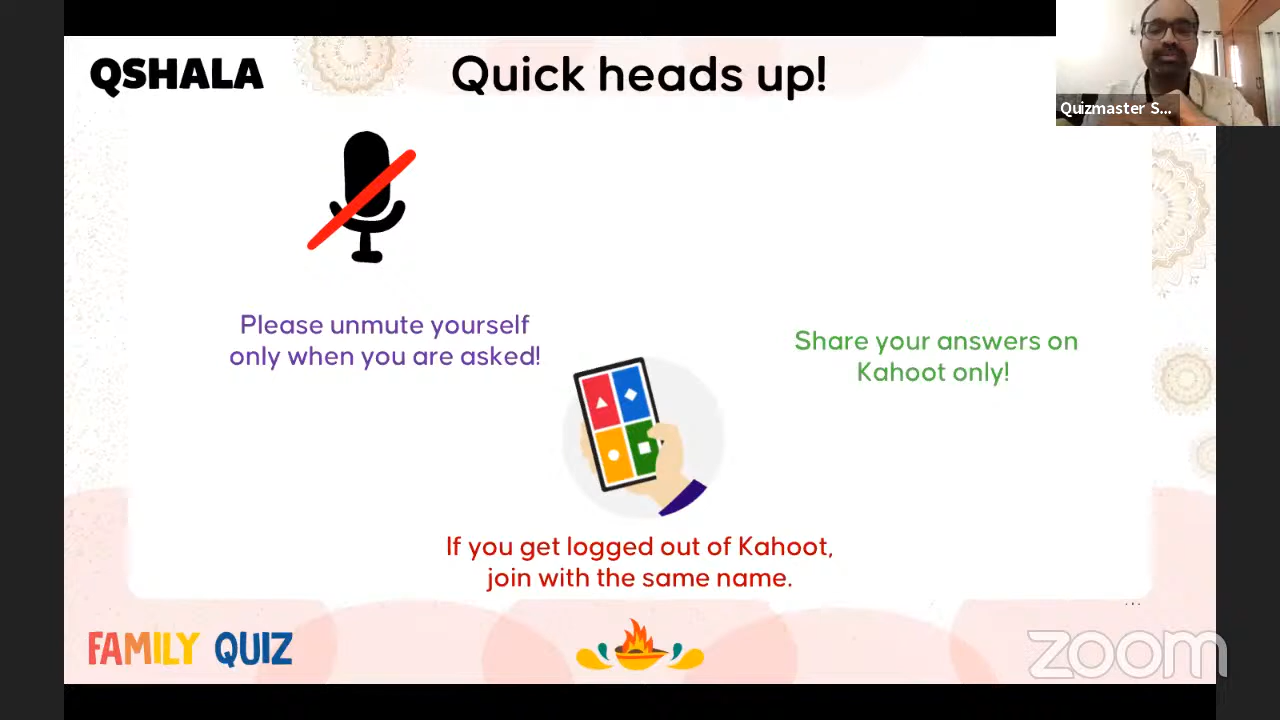 QSHALA
Quick heads up!
Quizmaster S...
Please unmute yourself
only when you are asked!
Share your answers on
Kahoot only!
If you get logged out of Kahoot,
join with the same name.
FAMILY QUIZ
zoom